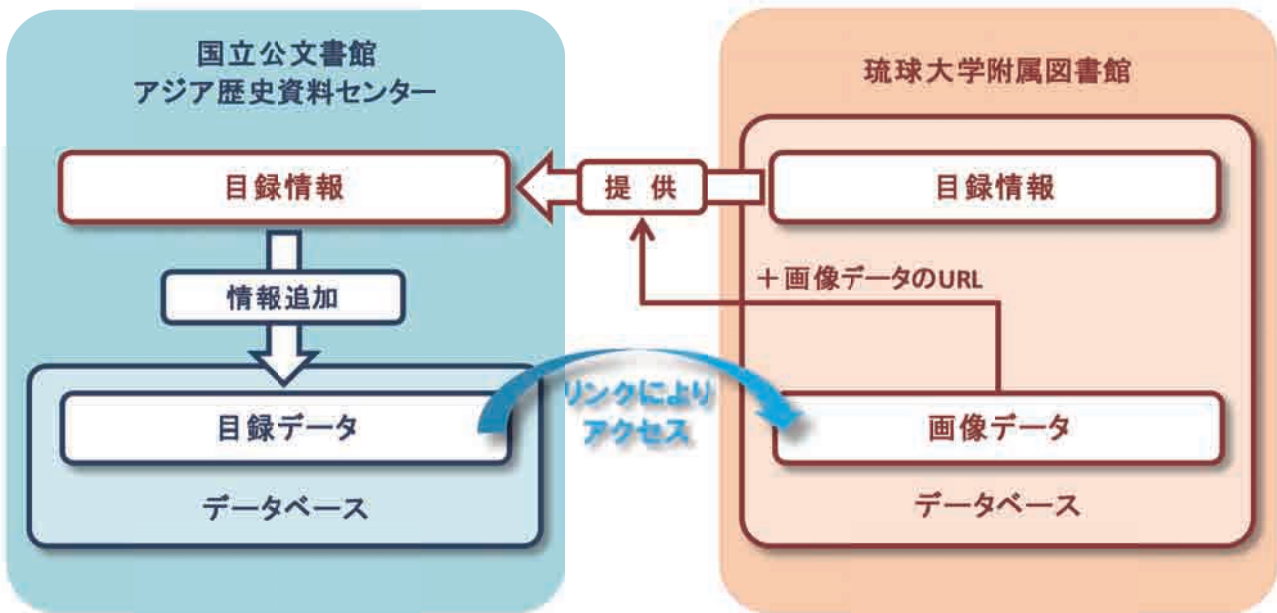 国立公文書館
アジア歴史資料センター
目録情報
情報追加
目録データ
データベース
提 供
＋画像データのURL
リンクにより
アクセス
琉球大学附属図書館
目録情報
画像データ
データベース